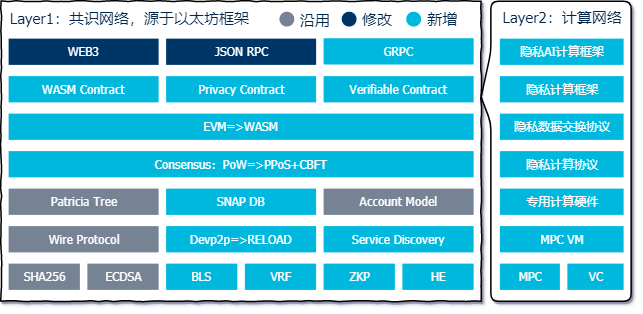 Layer1：共识网络，源于以太坊框架 沿用 修改 新增
WEB3 JSON RPC GRPC
WASM Contract Privacy Contract Verifiable Contract
EVM=>WASM
Consensus：PoW=>PPoS+CBFT
Patricia Tree SNAP DB Account Model
Wire Protocol Devp2p=>RELOAD Service Discovery
SHA256 ECDSA BLS VRF ZKP HE
Layer2：计算网络
隐私AI计算框架
隐私计算框架
隐私数据交换协议
隐私计算协议
专用计算硬件
MPC VM
MPC VC